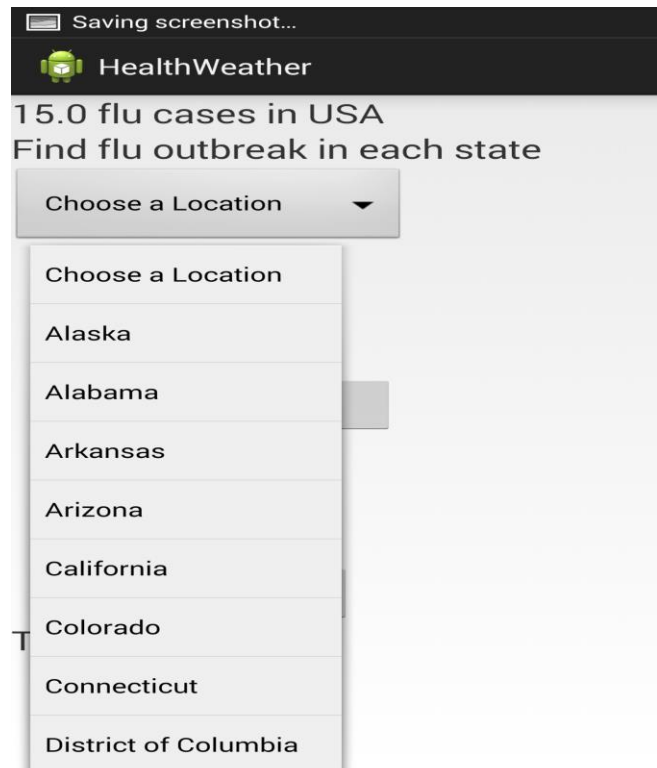 Saving screenshot...
HealthWeather
15.0 flu cases in USA
Find flu outbreak in each state
Choose a Location
Choose a Location
Alaska
Alabama
Arkansas
Arizona
California
Colorado
Connecticut
District of Columbia